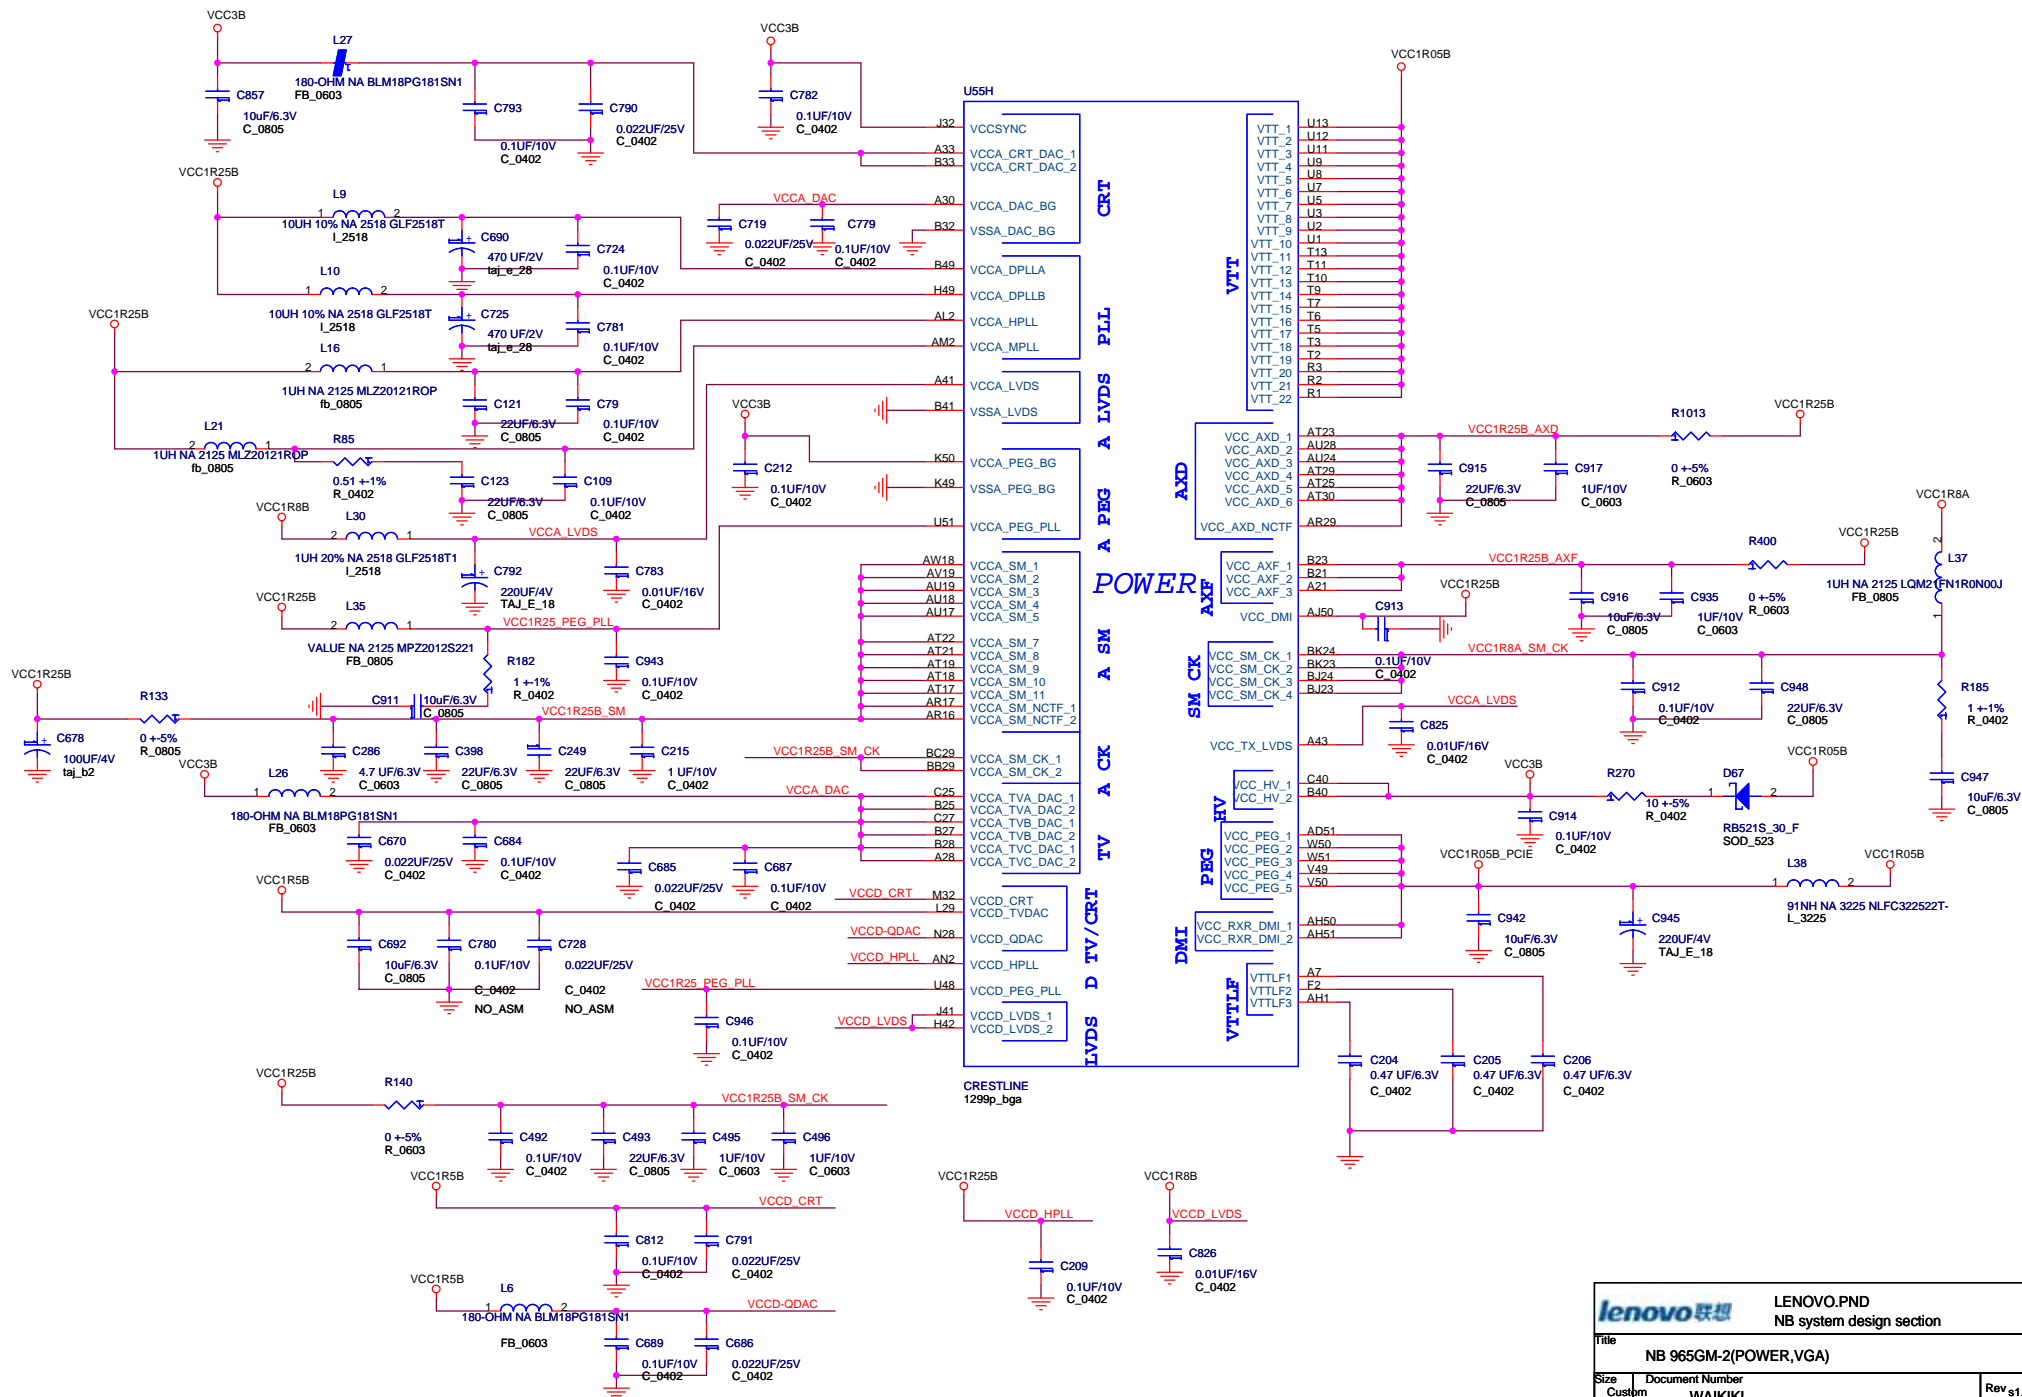 VCC3B
L27
180-OHM NA BLM18PG181SN1
FB_0603
C857
10uF/6.3V
C_0805
C793
0.1UF/10V
C_0402
C790
0.022UF/25V
C_0402
VCC3B
C782
0.1UF/10V
C_0402
VCC1R25B
L9
1 2
10UH 10% NA 2518 GLF2518T
I_2518
C690
470 UF/2V
taj_e_28
C724
0.1UF/10V
C_0402
VCCA_DAC
C719
0.022UF/25V
C_0402
C779
0.1UF/10V
C_0402
L10
1 2
10UH 10% NA 2518 GLF2518T
I_2518
C725
470 UF/2V
taj_e_28
C781
0.1UF/10V
C_0402
VCC1R25B
L16
2 1
1UH NA 2125 MLZ20121ROP
fb_0805
C121
22UF/6.3V
C_0805
C79
0.1UF/10V
C_0402
L21
2 1
1UH NA 2125 MLZ20121ROP
fb_0805
R85
0.51 +-1%
R_0402
C123
22UF/6.3V
C_0805
C109
0.1UF/10V
C_0402
VCC3B
C212
0.1UF/10V
C_0402
VCC1R8B
L30
2 1
VCCA_LVDS
1UH 20% NA 2518 GLF2518T1
I_2518
C792
220UF/4V
TAJ_E_18
C783
0.01UF/16V
C_0402
VCC1R25B
L35
2 1
VCC1R25_PEG_PLL
VALUE NA 2125 MPZ2012S221
FB_0805
R182
1 +-1%
R_0402
C943
0.1UF/10V
C_0402
C911
10uF/6.3V
C_0805
VCC1R25B
R133
0 +-5%
R_0805
VCC1R25B_SM
C678
100UF/4V
taj_b2
C286
4.7 UF/6.3V
C_0603
C398
22UF/6.3V
C_0805
C249
22UF/6.3V
C_0805
C215
1 UF/10V
C_0402
VCC1R25B_SM_CK
VCC3B
L26
1 2
VCCA_DAC
180-OHM NA BLM18PG181SN1
FB_0603
C670
0.022UF/25V
C_0402
C684
0.1UF/10V
C_0402
C685
0.022UF/25V
C_0402
C687
0.1UF/10V
C_0402
VCC1R5B
C692
10uF/6.3V
C_0805
C780
0.1UF/10V
C_0402
NO_ASM
C728
0.022UF/25V
C_0402
NO_ASM
VCCD_CRT
VCCD-QDAC
VCCD_HPLL
VCC1R25_PEG_PLL
C946
0.1UF/10V
C_0402
VCCD_LVDS
U55H
J32 VCCSYNC
A33 VCCA_CRT_DAC_1
B33 VCCA_CRT_DAC_2
A30 VCCA_DAC_BG
B32 VSSA_DAC_BG
B49 VCCA_DPLLA
H49 VCCA_DPLLB
AL2 VCCA_HPLL
AM2 VCCA_MPLL
A41 VCCA_LVDS
B41 VSSA_LVDS
K50 VCCA_PEG_BG
K49 VSSA_PEG_BG
U51 VCCA_PEG_PLL
AW18 VCCA_SM_1
AV19 VCCA_SM_2
AU19 VCCA_SM_3
AU18 VCCA_SM_4
AU17 VCCA_SM_5
AT22 VCCA_SM_7
AT21 VCCA_SM_8
AT19 VCCA_SM_9
AT18 VCCA_SM_10
AT17 VCCA_SM_11
AR17 VCCA_SM_NCTF_1
AR16 VCCA_SM_NCTF_2
BC29 VCCA_SM_CK_1
BB29 VCCA_SM_CK_2
C25 VCCA_TVA_DAC_1
B25 VCCA_TVA_DAC_2
C27 VCCA_TVB_DAC_1
B27 VCCA_TVB_DAC_2
B28 VCCA_TVC_DAC_1
A28 VCCA_TVC_DAC_2
M32 VCCD_CRT
L29 VCCD_TVDAC
N28 VCCD_QDAC
AN2 VCCD_HPLL
U48 VCCD_PEG_PLL
J41 VCCD_LVDS_1
H42 VCCD_LVDS_2
CRT
PLL
A LVDS
A PEG
A SM
A CK
TV
D TV/CRT
LVDS
POWER
VTT
AXD
AXF
SM CK
HV
PEG
DMI
VTTLF
VTT_1 U13
VTT_2 U12
VTT_3 U11
VTT_4 U9
VTT_5 U8
VTT_6 U7
VTT_7 U5
VTT_8 U3
VTT_9 U2
VTT_10 U1
VTT_11 T13
VTT_12 T11
VTT_13 T10
VTT_14 T9
VTT_15 T7
VTT_16 T6
VTT_17 T5
VTT_18 T3
VTT_19 T2
VTT_20 R3
VTT_21 R2
VTT_22 R1
VCC_AXD_1 AT23
VCC_AXD_2 AU28
VCC_AXD_3 AU24
VCC_AXD_4 AT29
VCC_AXD_5 AT25
VCC_AXD_6 AT30
VCC_AXD_NCTF AR29
VCC_AXF_1 B23
VCC_AXF_2 B21
VCC_AXF_3 A21
VCC_DMI AJ50
VCC_SM_CK_1 BK24
VCC_SM_CK_2 BK23
VCC_SM_CK_3 BJ24
VCC_SM_CK_4 BJ23
VCC_TX_LVDS A43
VCC_HV_1 C40
VCC_HV_2 B40
VCC_PEG_1 AD51
VCC_PEG_2 W50
VCC_PEG_3 W51
VCC_PEG_4 V49
VCC_PEG_5 V50
VCC_RXR_DMI_1 AH50
VCC_RXR_DMI_2 AH51
VTTLF1 A7
VTTLF2 F2
VTTLF3 AH1
CRESTLINE
1299p_bga
VCC1R05B
VCC1R25B_AXD
R1013
0 +-5%
R_0603
VCC1R25B
C915
22UF/6.3V
C_0805
C917
1UF/10V
C_0603
VCC1R25B_AXF
R400
0 +-5%
R_0603
VCC1R25B
C916
10uF/6.3V
C_0805
C935
1UF/10V
C_0603
VCC1R8A
2
L37
1UH NA 2125 LQM21FN1R0N00J
FB_0805
1
VCC1R25B
C913
0.1UF/10V
C_0402
VCC1R8A_SM_CK
C912
0.1UF/10V
C_0402
C948
22UF/6.3V
C_0805
R185
1 +-1%
R_0402
C947
10uF/6.3V
C_0805
VCCA_LVDS
C825
0.01UF/16V
C_0402
VCC3B
C914
0.1UF/10V
C_0402
R270
10 +-5%
R_0402
D67
1 2
RB521S_30_F
SOD_523
VCC1R05B
VCC1R05B_PCIE
C942
10uF/6.3V
C_0805
C945
220UF/4V
TAJ_E_18
L38
1 2
91NH NA 3225 NLFC322522T-
L_3225
VCC1R05B
C204
0.47 UF/6.3V
C_0402
C205
0.47 UF/6.3V
C_0402
C206
0.47 UF/6.3V
C_0402
VCC1R25B
R140
0 +-5%
R_0603
VCC1R25B_SM_CK
C492
0.1UF/10V
C_0402
C493
22UF/6.3V
C_0805
C495
1UF/10V
C_0603
C496
1UF/10V
C_0603
VCC1R5B
VCCD_CRT
C812
0.1UF/10V
C_0402
C791
0.022UF/25V
C_0402
VCC1R5B
L6
1 2
VCCD-QDAC
180-OHM NA BLM18PG181SN1
FB_0603
C689
0.1UF/10V
C_0402
C686
0.022UF/25V
C_0402
VCC1R25B
VCCD_HPLL
C209
0.1UF/10V
C_0402
VCC1R8B
VCCD_LVDS
C826
0.01UF/16V
C_0402
lenovo联想
LENOVO.PND
NB system design section
Title
NB 965GM-2(POWER,VGA)
Size
Custom
Document Number
WAIKIKI
Rev s1.